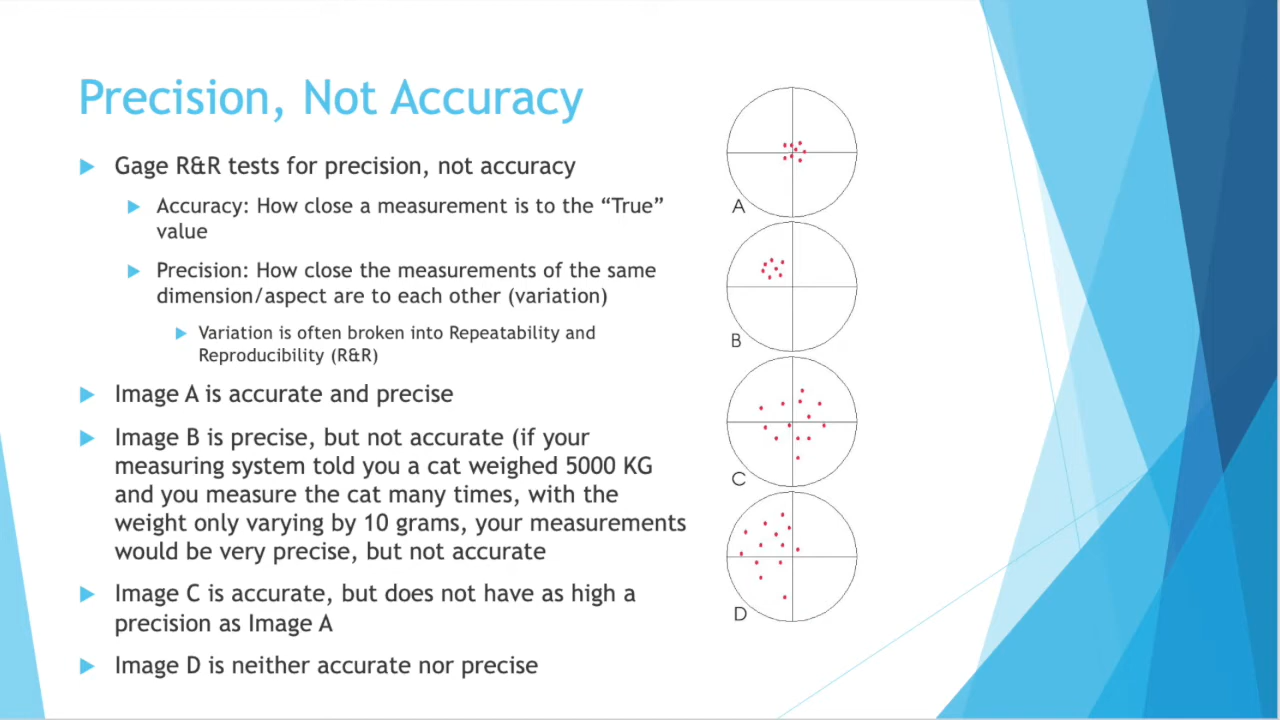 Precision, Not Accuracy
Gage R&R tests for precision, not accuracy
Accuracy: How close a measurement is to the “True”
value
Precision: How close the measurements of the same
dimension/aspect are to each other (variation)
Variation is often broken into Repeatability and
Reproducibility (R&R)
Image A is accurate and precise
Image B is precise, but not accurate (if your
measuring system told you a cat weighed 5000 KG
and you measure the cat many times, with the
weight only varying by 10 grams, your measurements
would be very precise, but not accurate
Image C is accurate, but does not have as high a
precision as Image A
Image D is neither accurate nor precise
A
B
C
D